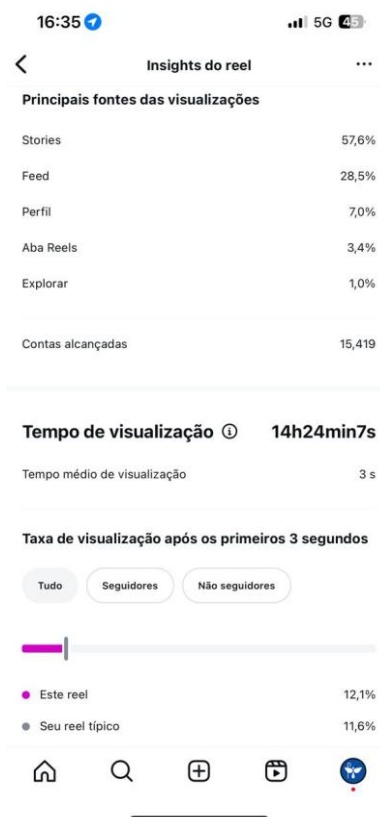 16:35 5G 45
Insights do reel
Principais fontes das visualizações
Stories 57,6%
Feed 28,5%
Perfil 7,0%
Aba Reels 3,4%
Explorar 1,0%
Contas alcançadas 15,419
Tempo de visualização 14h24min7s
Tempo médio de visualização 3 s
Taxa de visualização após os primeiros 3 segundos
Tudo Seguidores Não seguidores
Este reel 12,1%
Seu reel típico 11,6%